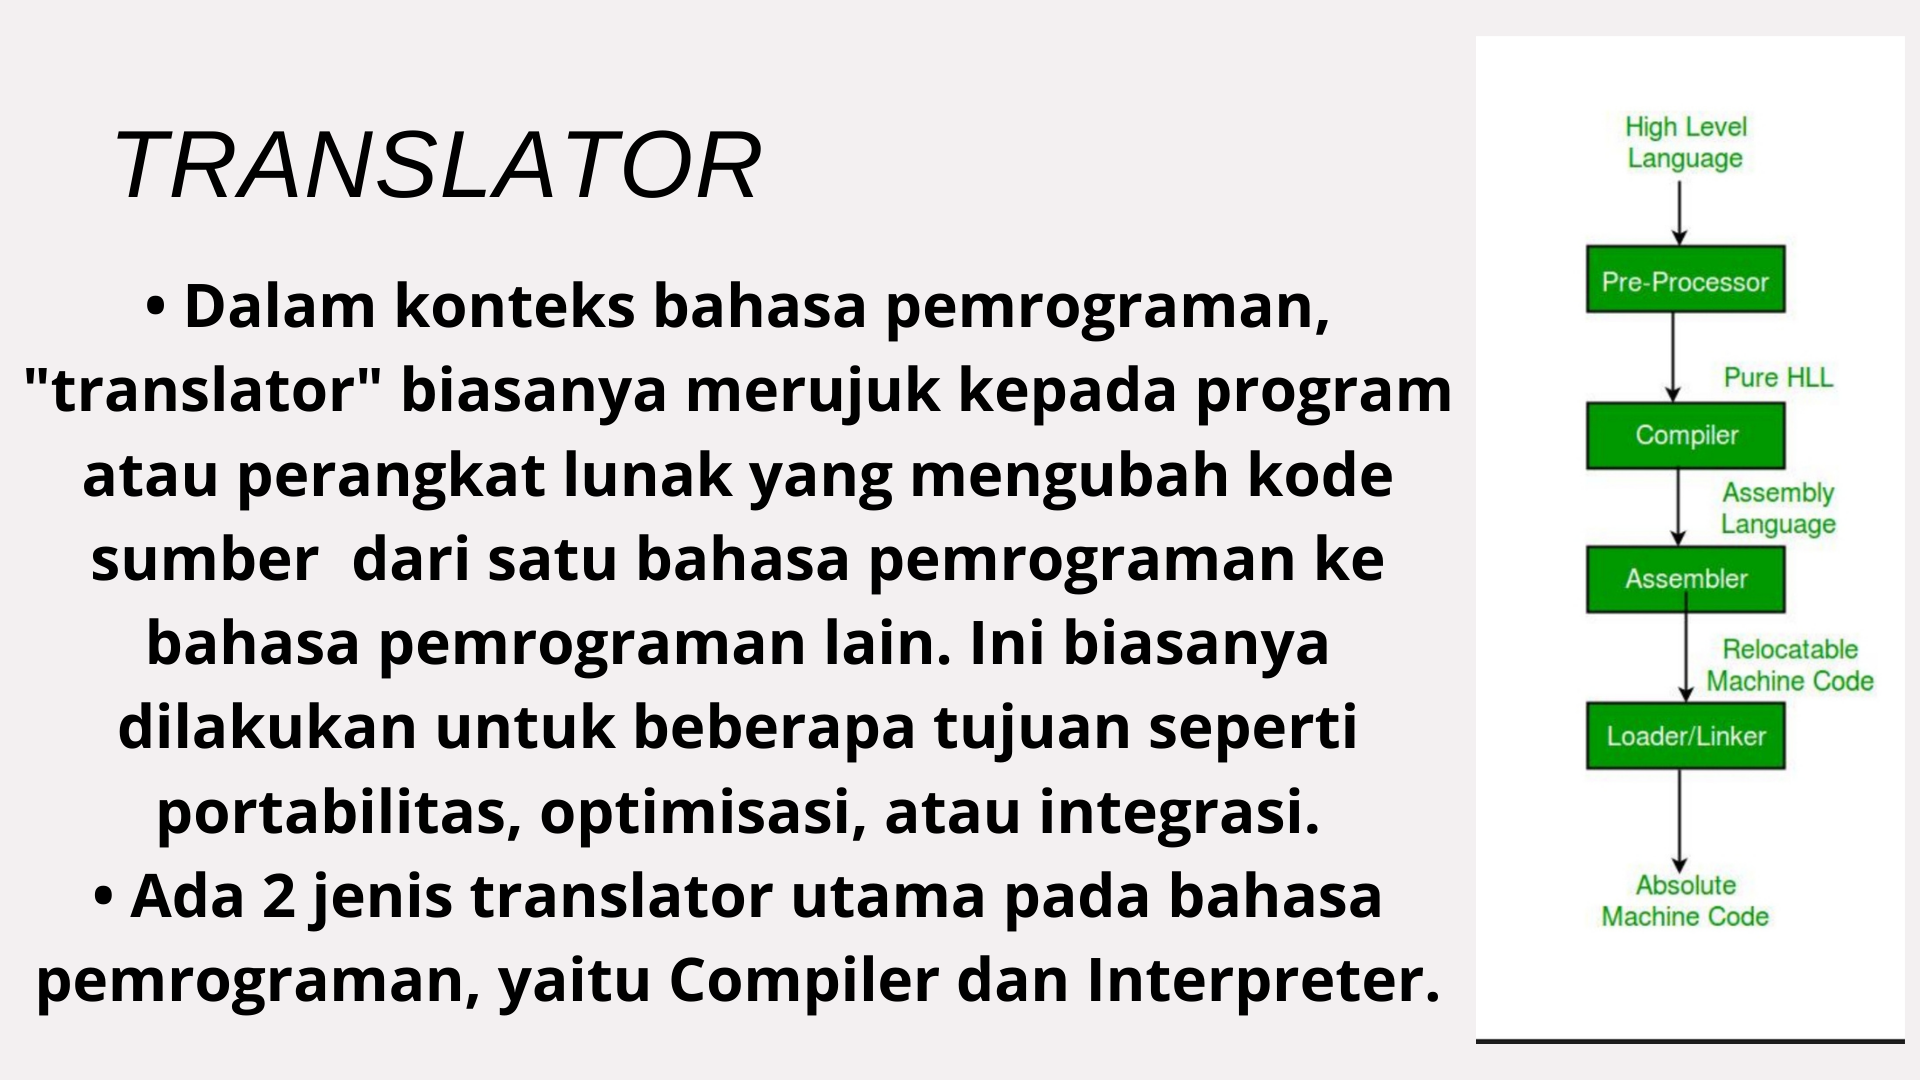 TRANSLATOR
• Dalam konteks bahasa pemrograman,
"translator" biasanya merujuk kepada program
atau perangkat lunak yang mengubah kode
sumber  dari satu bahasa pemrograman ke
bahasa pemrograman lain. Ini biasanya
dilakukan untuk beberapa tujuan seperti
portabilitas, optimisasi, atau integrasi.
• Ada 2 jenis translator utama pada bahasa
pemrograman, yaitu Compiler dan Interpreter.
High Level
Language
Pre-Processor
Pure HLL
Compiler
Assembly
Language
Assembler
Relocatable
Machine Code
Loader/Linker
Absolute
Machine Code